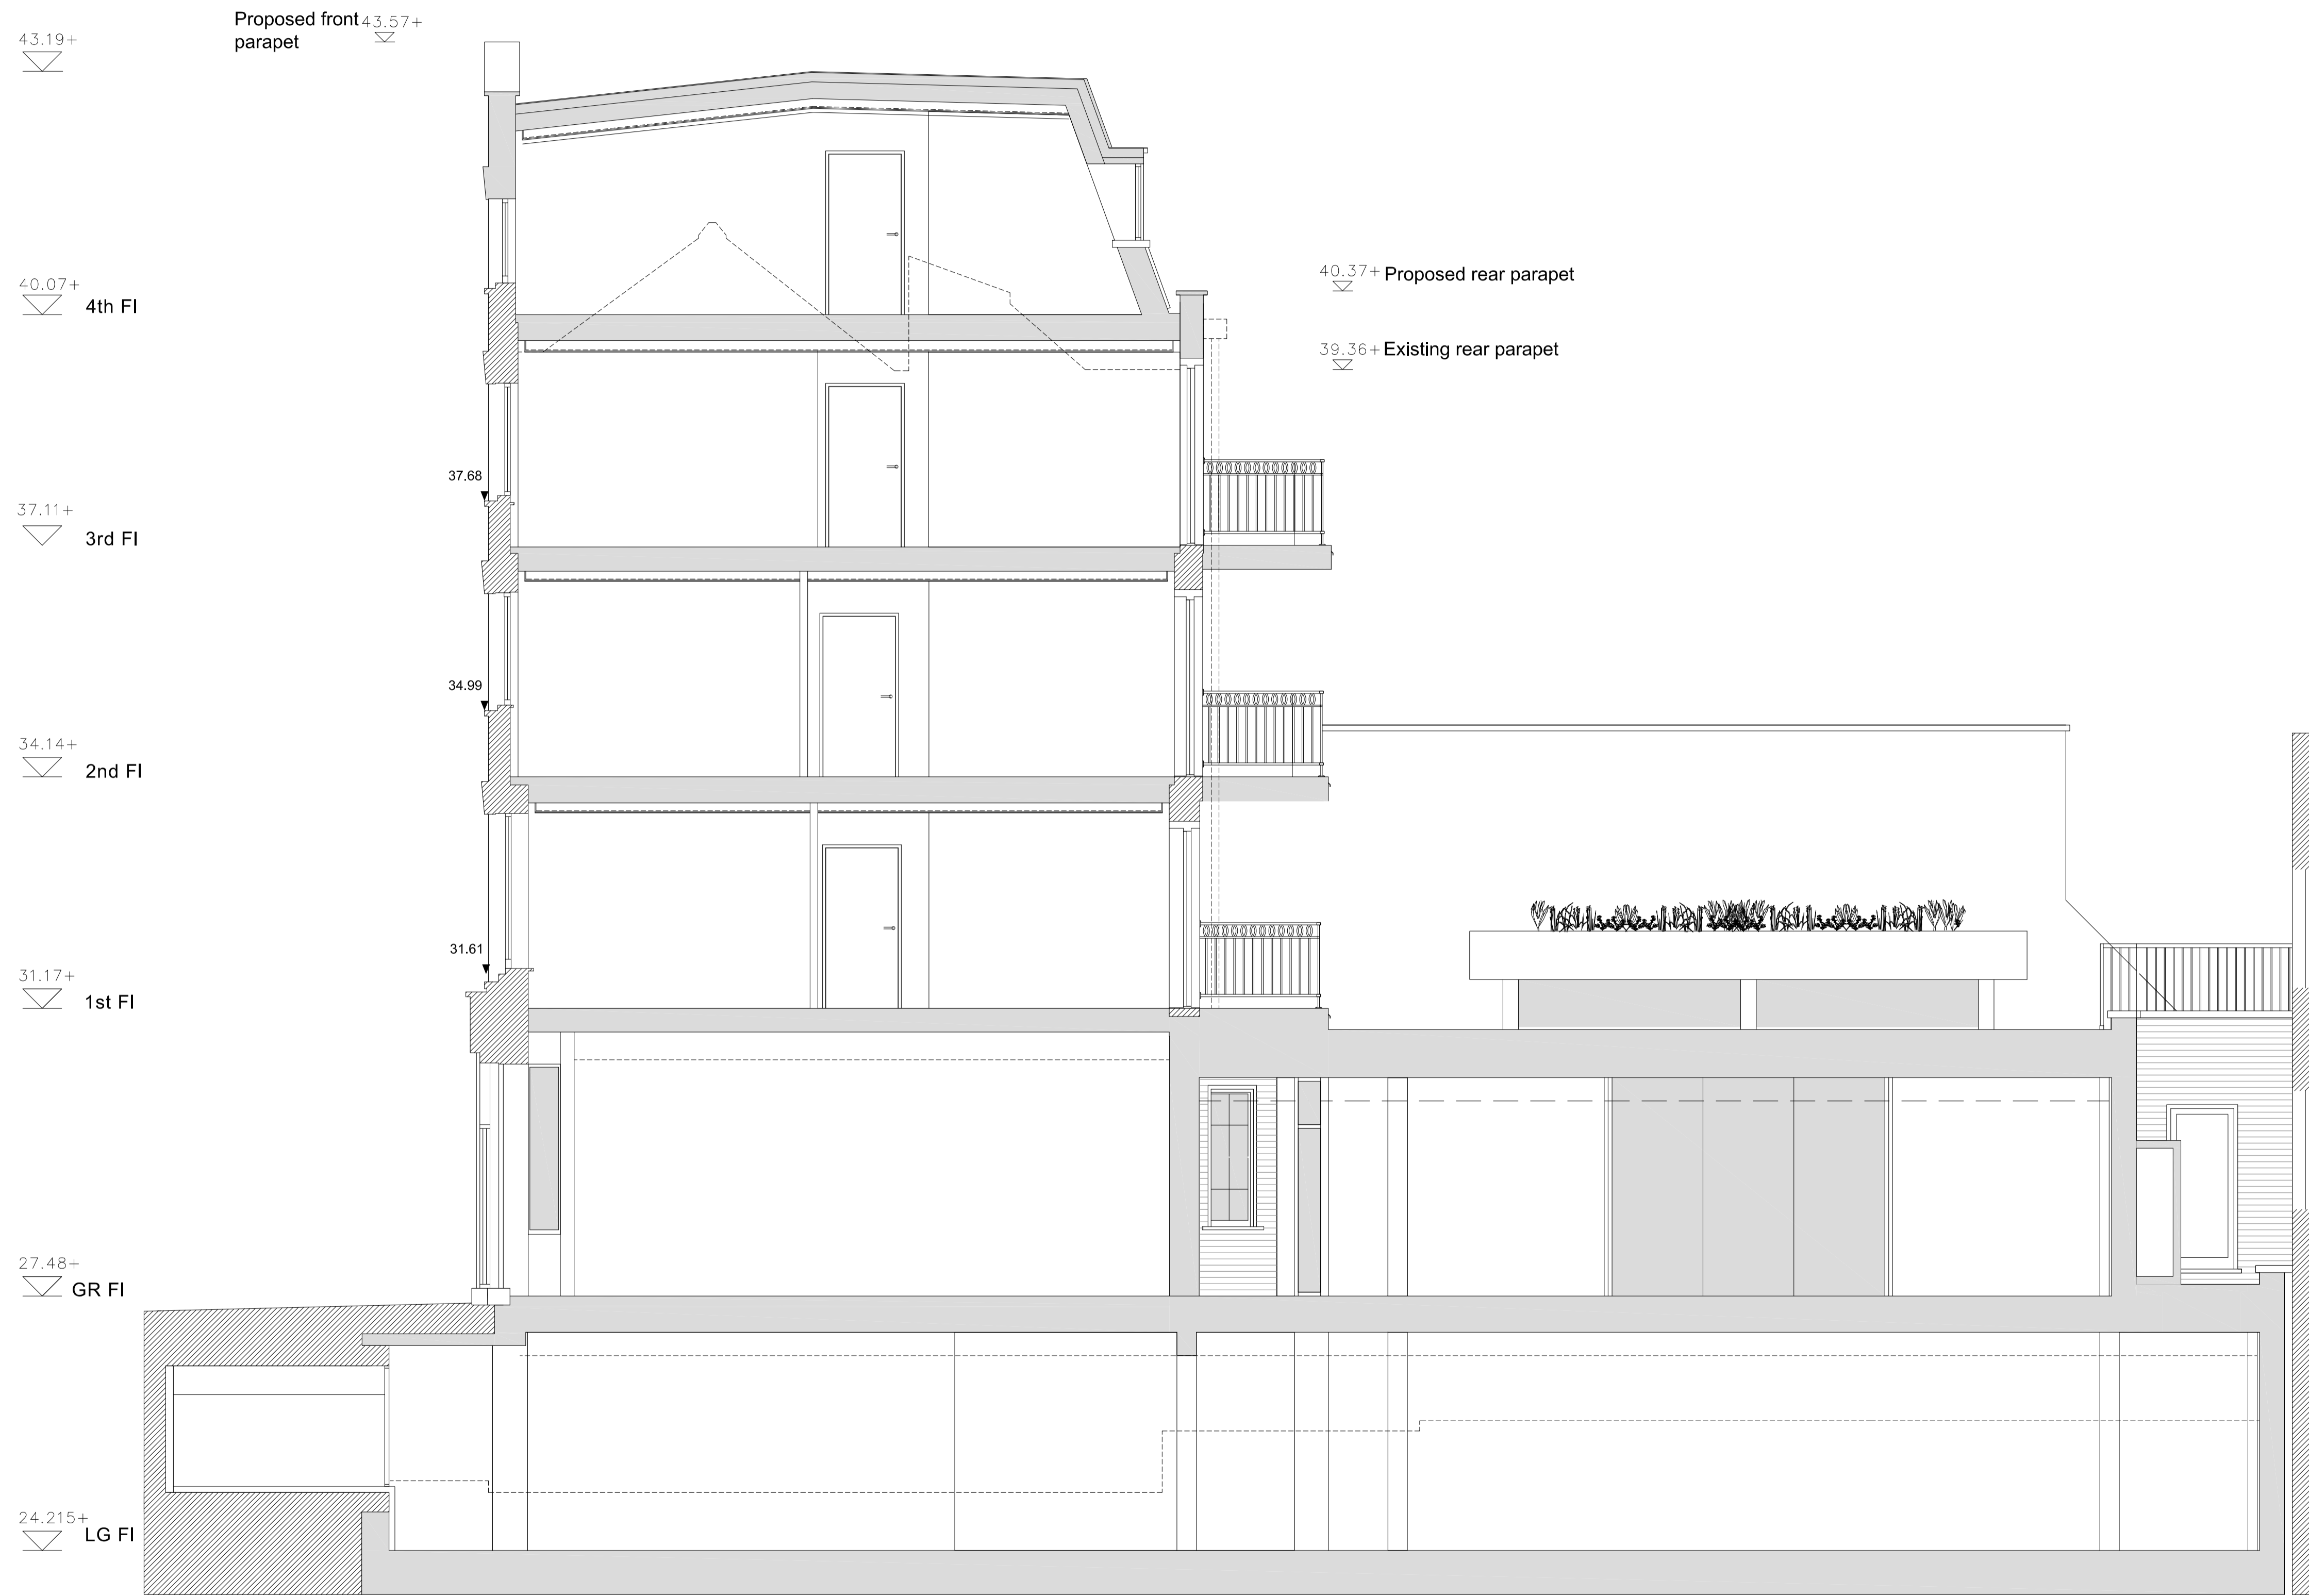 Proposed front 43.57+
parapet
43.19+
40.37+ Proposed rear parapet
40.07+
4th Fl
39.36+ Existing rear parapet
37.68
37.11+
3rd Fl
34.99
34.14+
2nd Fl
31.61
31.17+
1st Fl
27.48+
GR Fl
24.215+
LG Fl